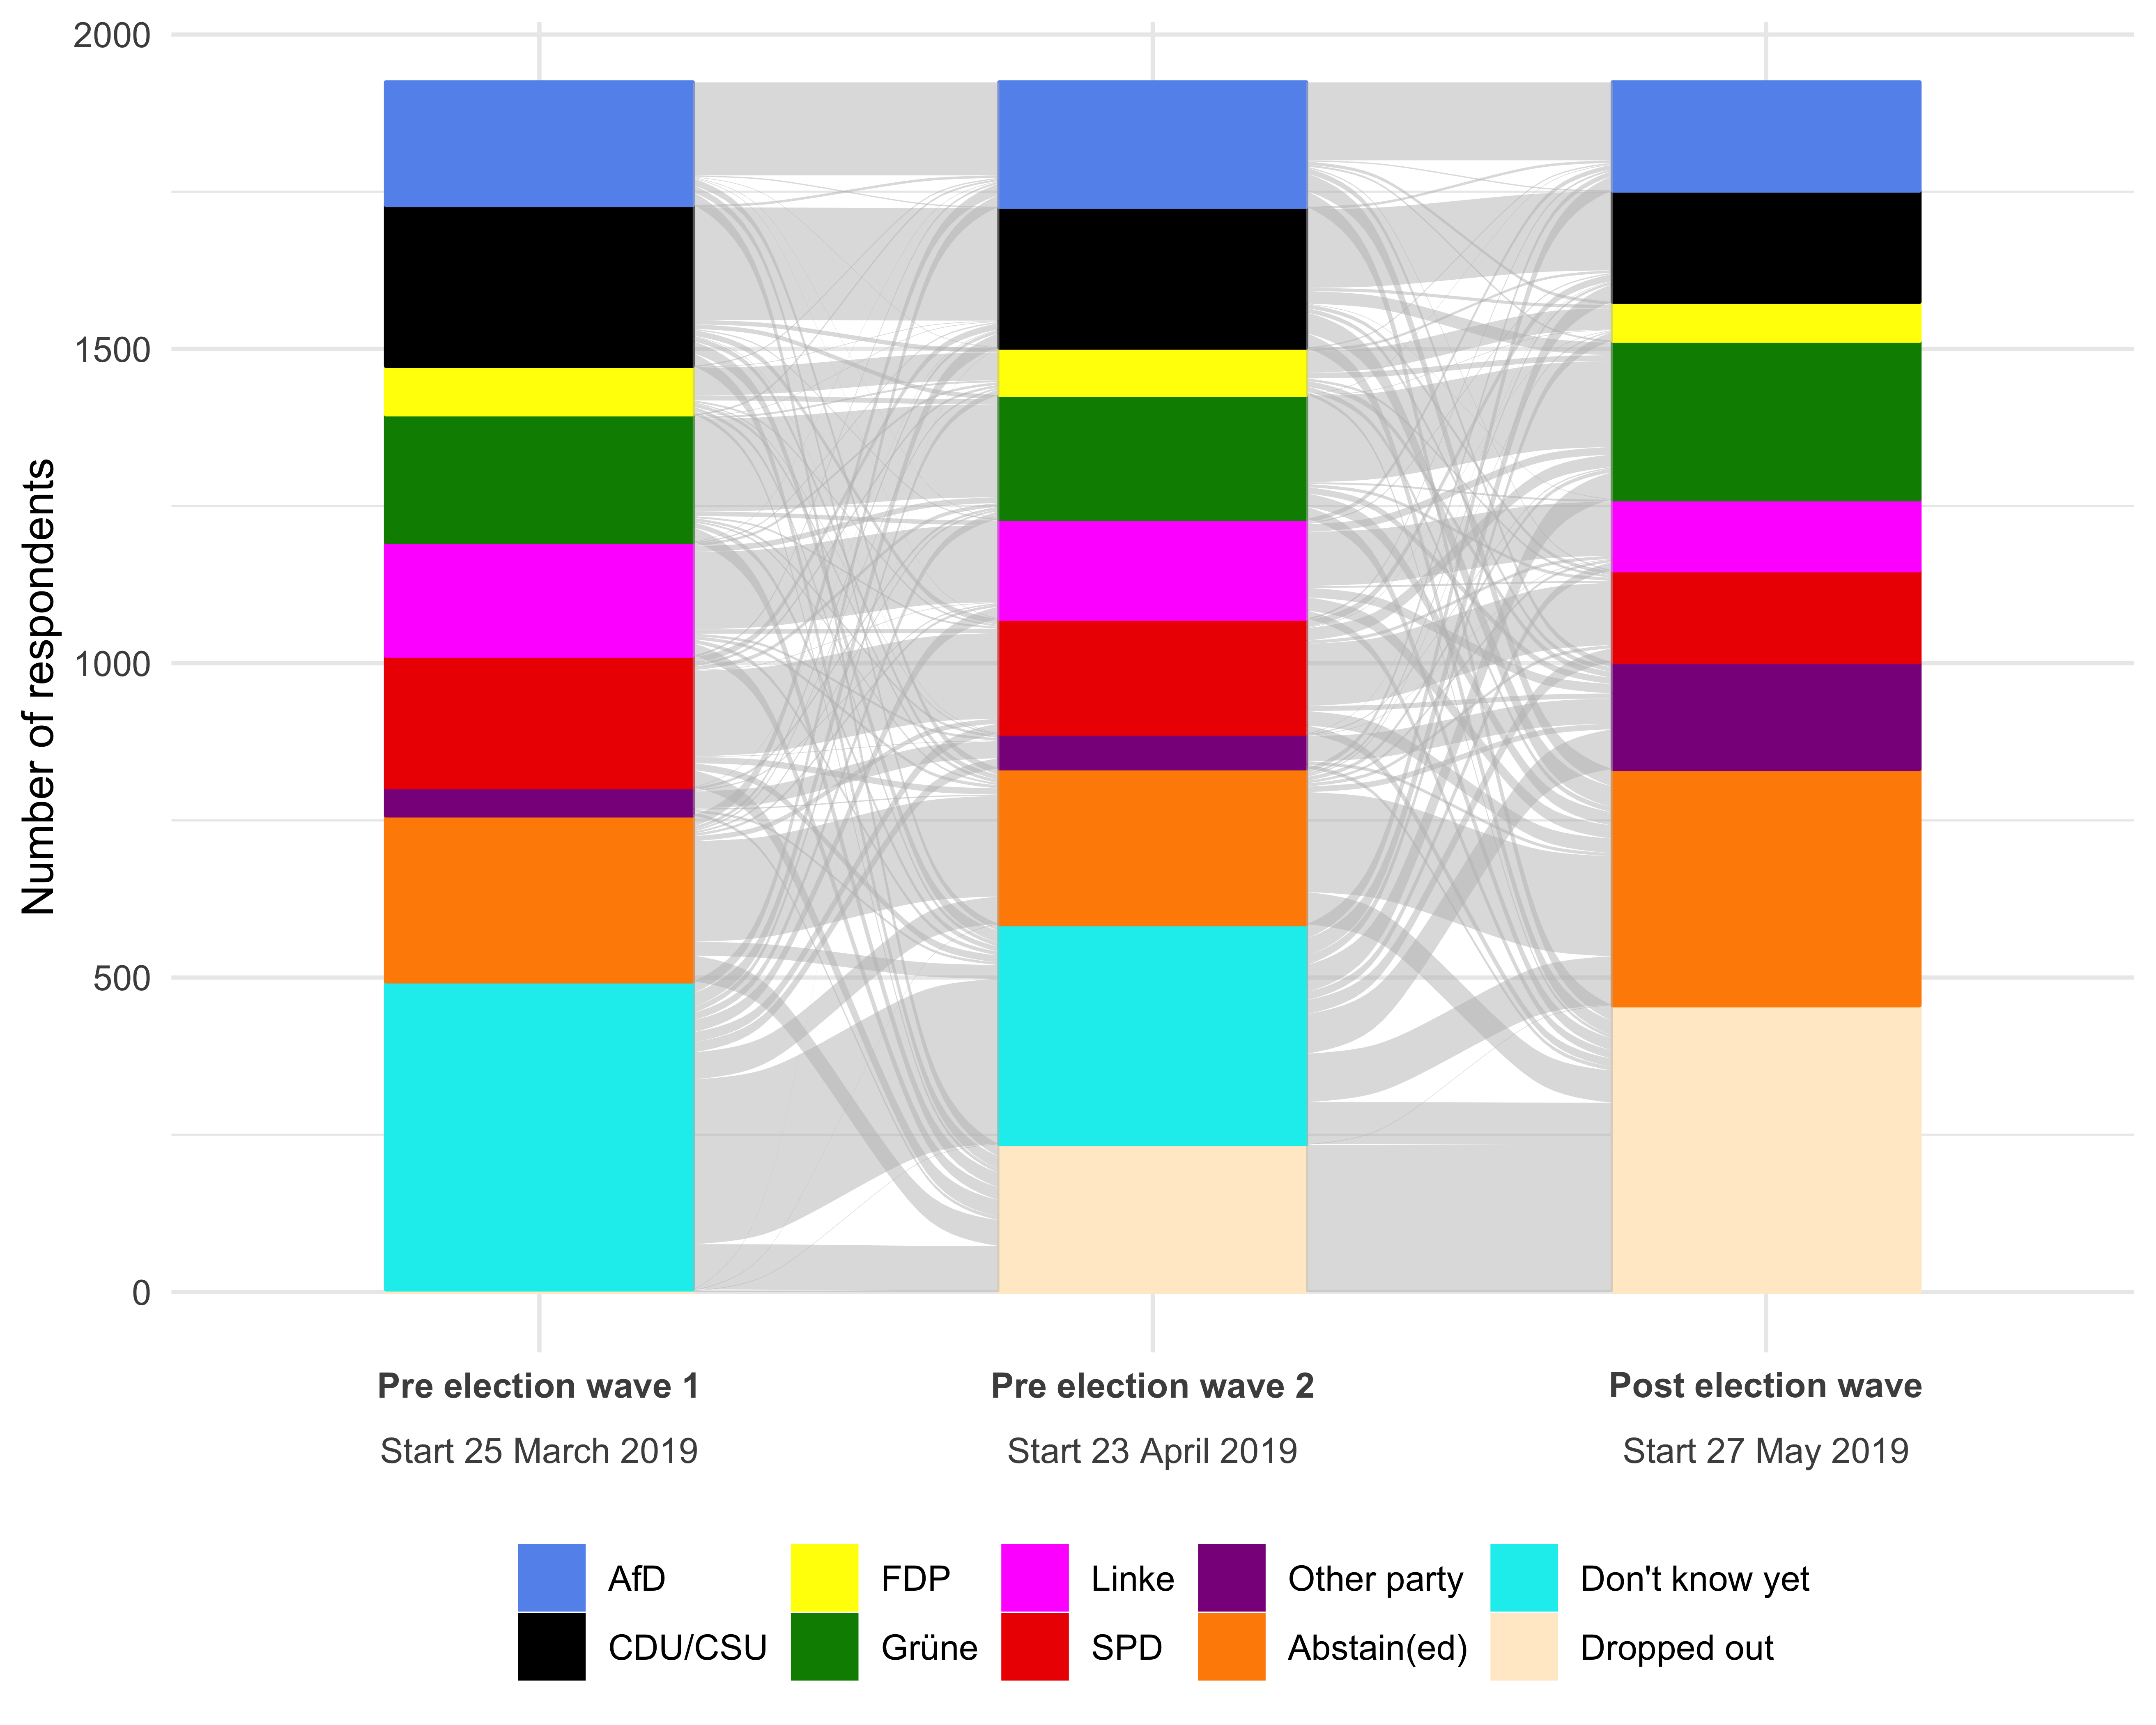 Number of respondents
2000
1500
1000
500
0
Pre election wave 1
Start 25 March 2019
Pre election wave 2
Start 23 April 2019
Post election wave
Start 27 May 2019
AfD
FDP
Linke
Other party
Don't know yet
CDU/CSU
Grüne
SPD
Abstain(ed)
Dropped out